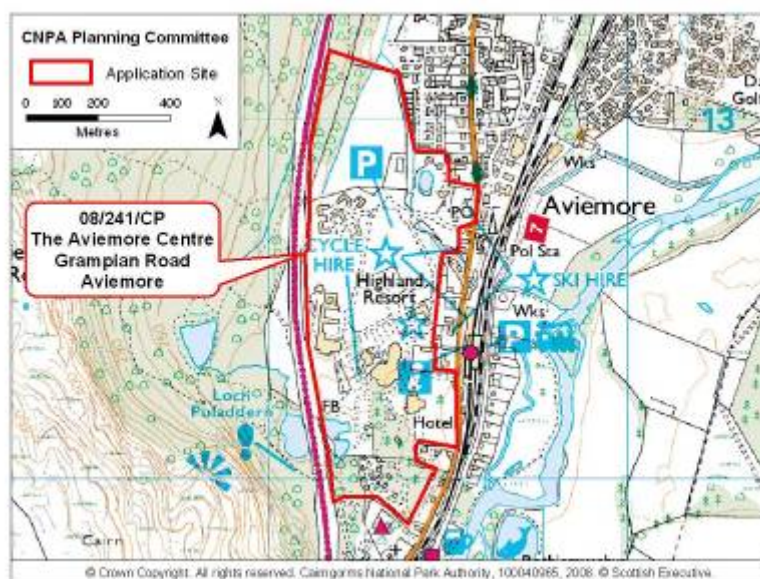 CNPA Planning Committee
Application Site
0 100 200 400
Metres
N
13
Wks
P
08/241/CP
The Aviemore Centre
Grampian Road
Aviemore
PO
Aviemore
7
CYCLE
HIRE
Pol Sta
SKI HIRE
Highland
Resort
Wks
P
Loch
Puladdern
FB
Hotel
Cairn
© Crown Copyright. All rights reserved. Cairngorms National Park Authority, 100040965, 2008. © Scottish Executive